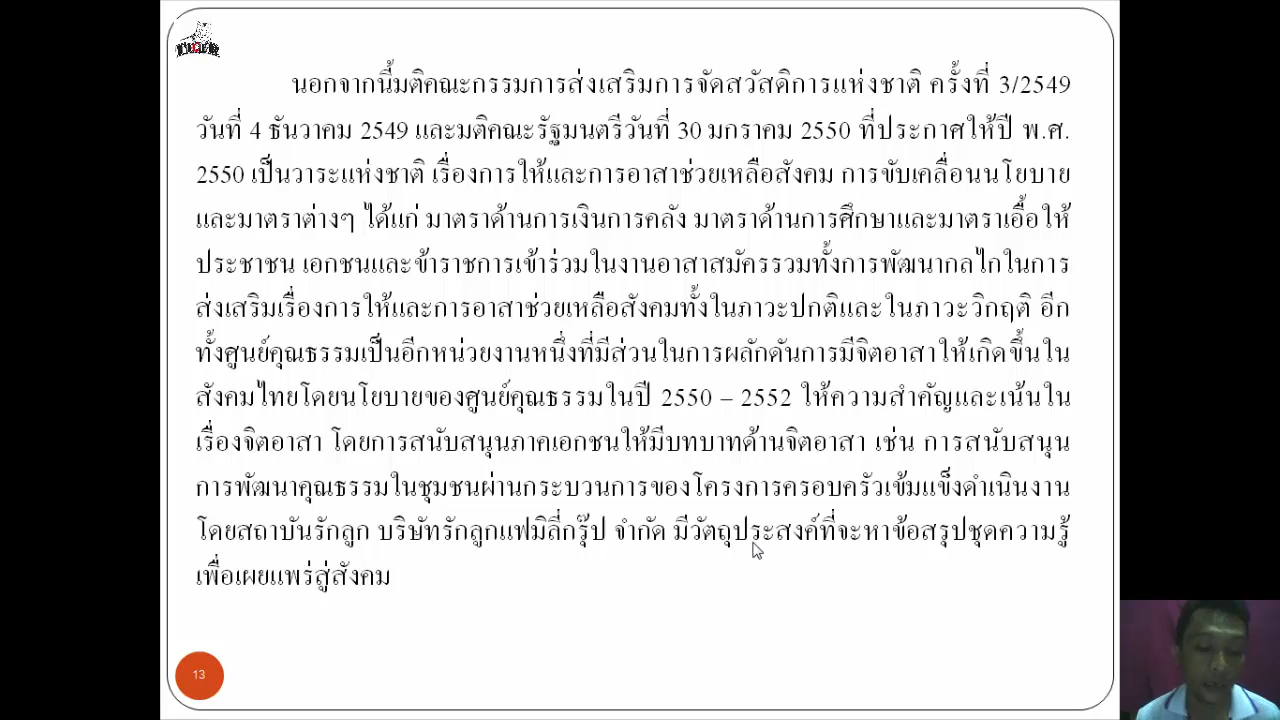 นอกจากนี้มติคณะกรรมการส่งเสริมการจัดสวัสดิการแห่งชาติ ครั้งที่ 3/2549
วันที่ 4 ธันวาคม 2549 และมติคณะรัฐมนตรีวันที่ 30 มกราคม 2550 ที่ประกาศให้ปี พ.ศ.
2550 เป็นวาระแห่งชาติ เรื่องการให้และการอาสาช่วยเหลือสังคม การขับเคลื่อนนโยบาย
และมาตราต่างๆ ได้แก่ มาตราด้านการเงินการคลัง มาตราด้านการศึกษาและมาตราเอื้อให้
ประชาชน เอกชนและข้าราชการเข้าร่วมในงานอาสาสมัครรวมทั้งการพัฒนากลไกในการ
ส่งเสริมเรื่องการให้และการอาสาช่วยเหลือสังคมทั้งในภาวะปกติและในภาวะวิกฤติ อีก
ทั้งศูนย์คุณธรรมเป็นอีกหน่วยงานหนึ่งที่มีส่วนในการผลักดันการมีจิตอาสาให้เกิดขึ้นใน
สังคมไทยโดยนโยบายของศูนย์คุณธรรมในปี 2550 – 2552 ให้ความสำคัญและเน้นใน
เรื่องจิตอาสา โดยการสนับสนุนภาคเอกชนให้มีบทบาทด้านจิตอาสา เช่น การสนับสนุน
การพัฒนาคุณธรรมในชุมชนผ่านกระบวนการของโครงการครอบครัวเข้มแข็งดำเนินงาน
โดยสถาบันรักลูก บริษัทรักลูกแฟมิลี่กรุ๊ป จำกัด มีวัตถุประสงค์ที่จะหาข้อสรุปชุดความรู้
เพื่อเผยแพร่สู่สังคม
13